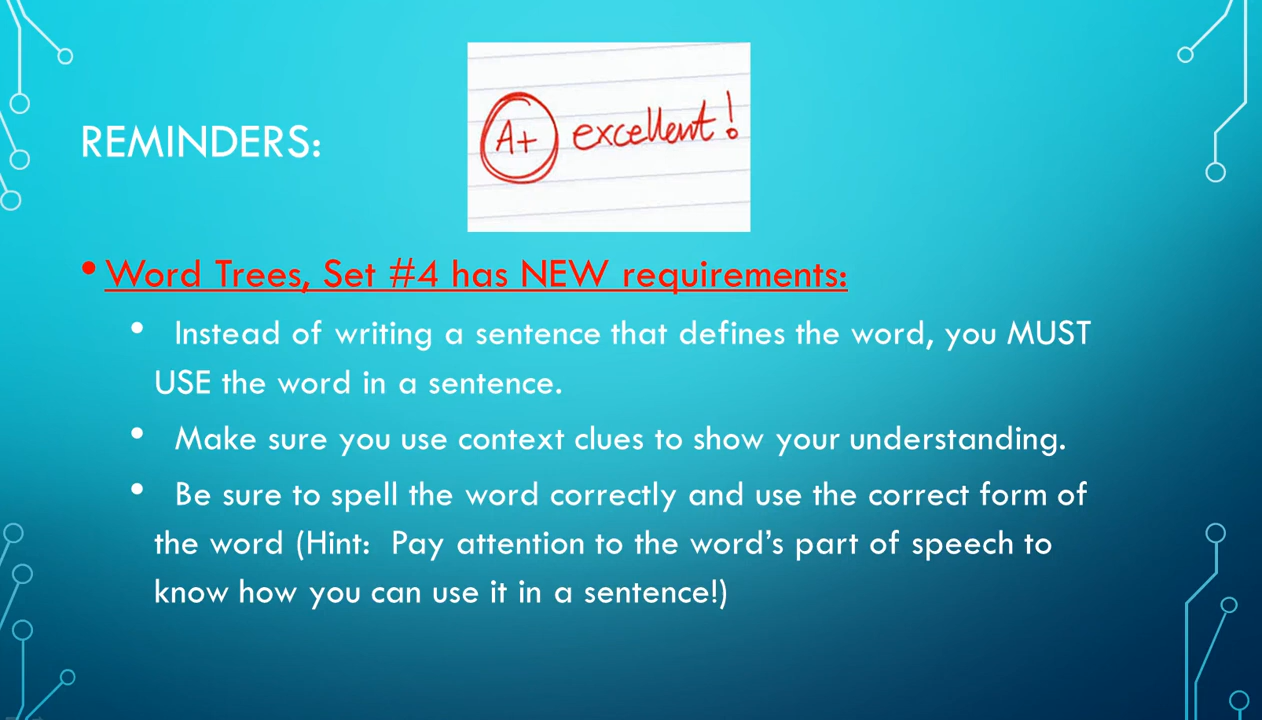 A+ excellent!
REMINDERS:
• Word Trees, Set #4 has NEW requirements:
• Instead of writing a sentence that defines the word, you MUST
USE the word in a sentence.
• Make sure you use context clues to show your understanding.
• Be sure to spell the word correctly and use the correct form of
the word (Hint: Pay attention to the word's part of speech to
know how you can use it in a sentence!)